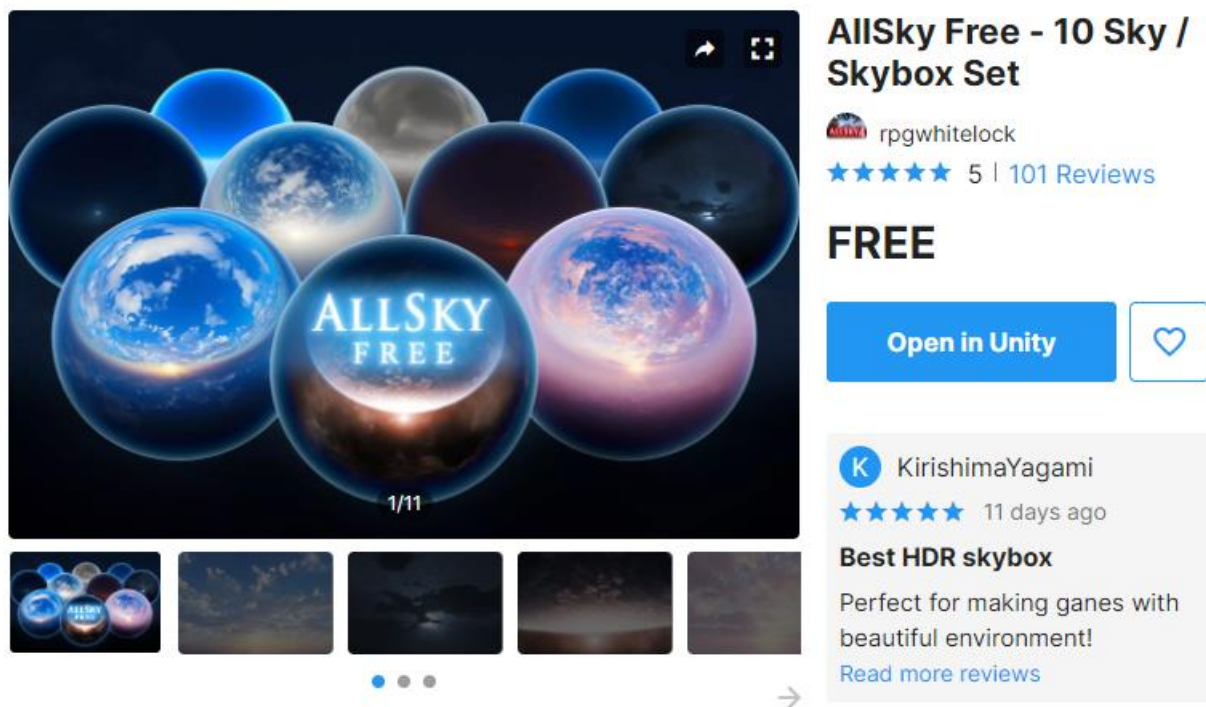 ALLSKY
FREE
1/11
AllSky Free - 10 Sky /
Skybox Set
rpgwhitelock
5 | 101 Reviews
FREE
Open in Unity
K KirishimaYagami
11 days ago
Best HDR skybox
Perfect for making ganes with
beautiful environment!
Read more reviews